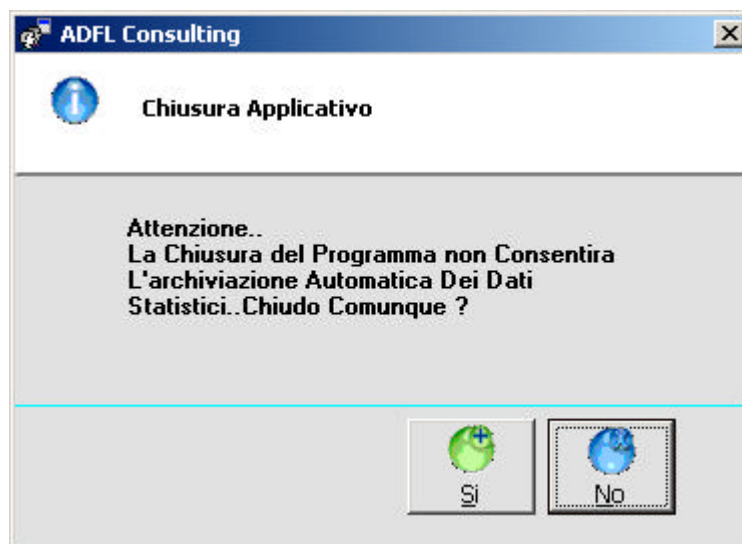 ADFL Consulting
Chiusura Applicativo
Attenzione..
La Chiusura del Programma non Consentira
L'archiviazione Automatica Dei Dati
Statistici..Chiudo Comunque ?
Si
No